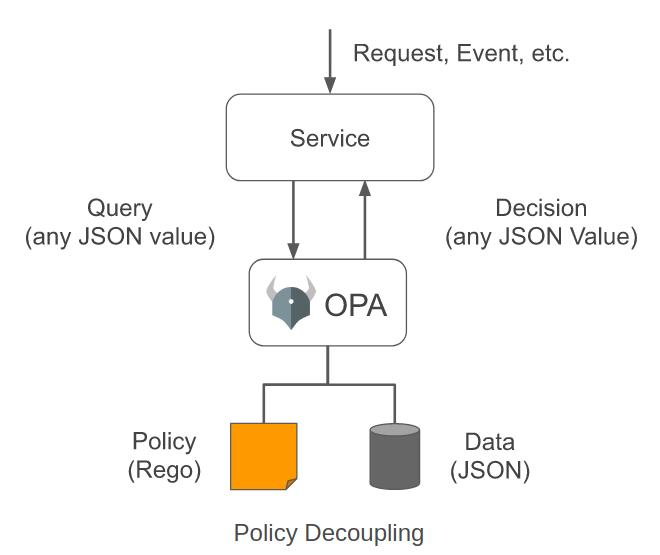 Request, Event, etc.
Service
Query
(any JSON value)
Decision
(any JSON Value)
OPA
Policy
(Rego)
Data
(JSON)
Policy Decoupling